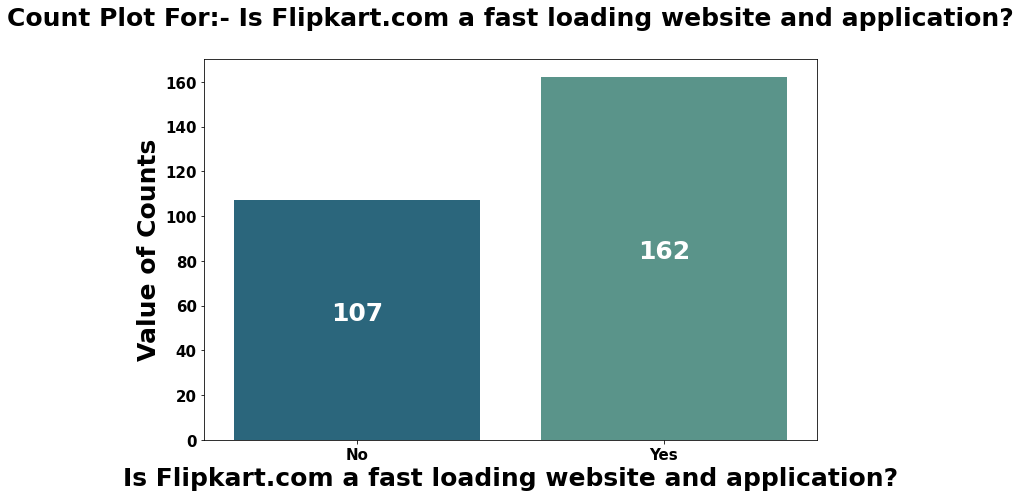 Count Plot For:- Is Flipkart.com a fast loading website and application?
Value of Counts
160
140
120
100
80
60
40
20
0
107
162
No
Yes
Is Flipkart.com a fast loading website and application?